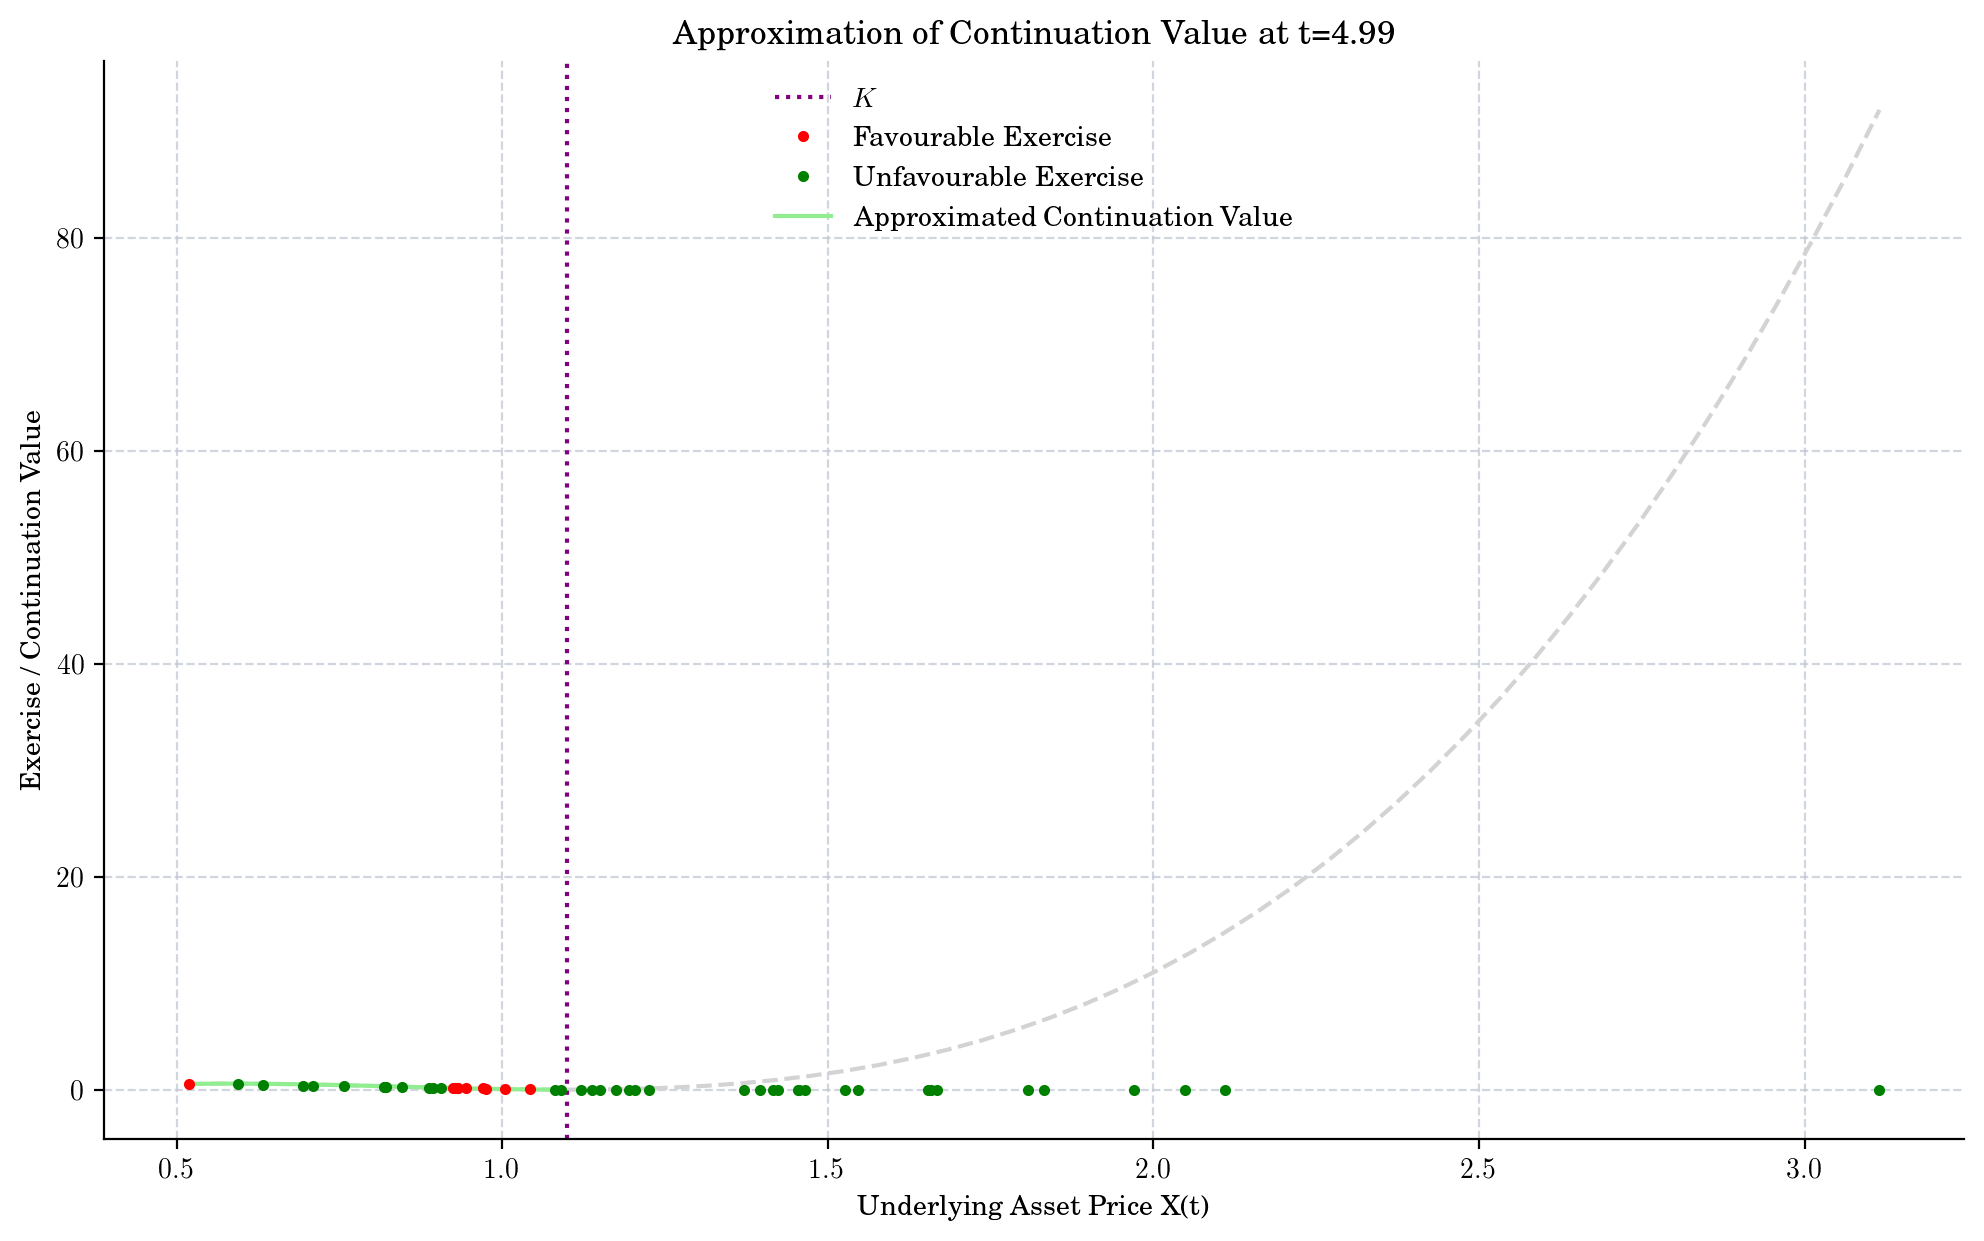 Approximation of Continuation Value at t=4.99
K
Favourable Exercise
Unfavourable Exercise
Approximated Continuation Value
Exercise / Continuation Value
80
60
40
20
0
0.5
1.0
1.5
2.0
2.5
3.0
Underlying Asset Price X(t)